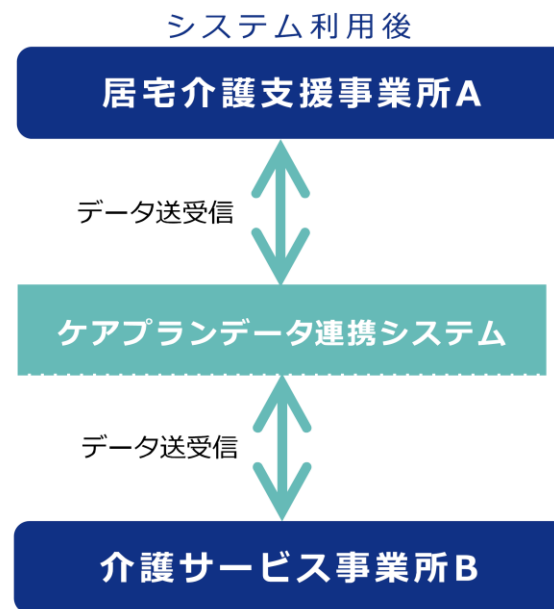 システム利用後
居宅介護支援事業所A
データ送受信
ケアプランデータ連携システム
データ送受信
介護サービス事業所B